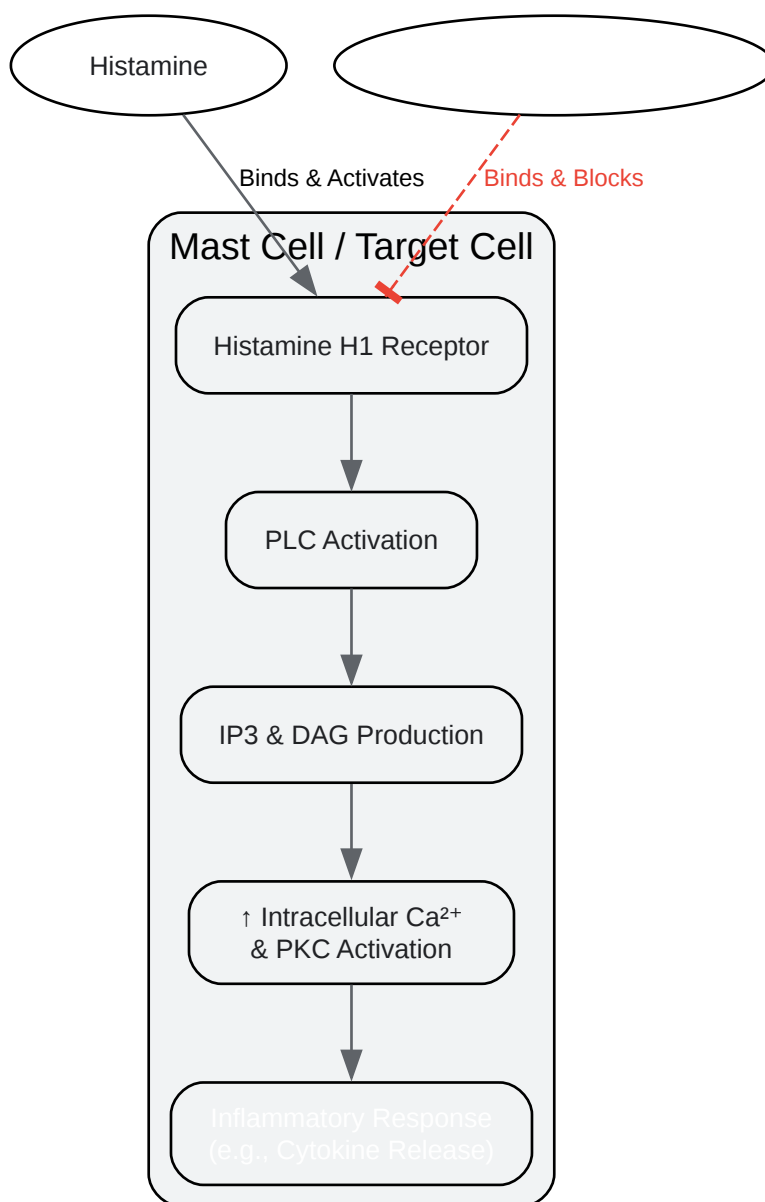 Histamine
Binds & Activates
Binds & Blocks
Mast Cell / Target Cell
Histamine H1 Receptor
PLC Activation
IP3 & DAG Production
↑ Intracellular Ca²⁺
& PKC Activation
Inflammatory Response
(e.g., Cytokine Release)